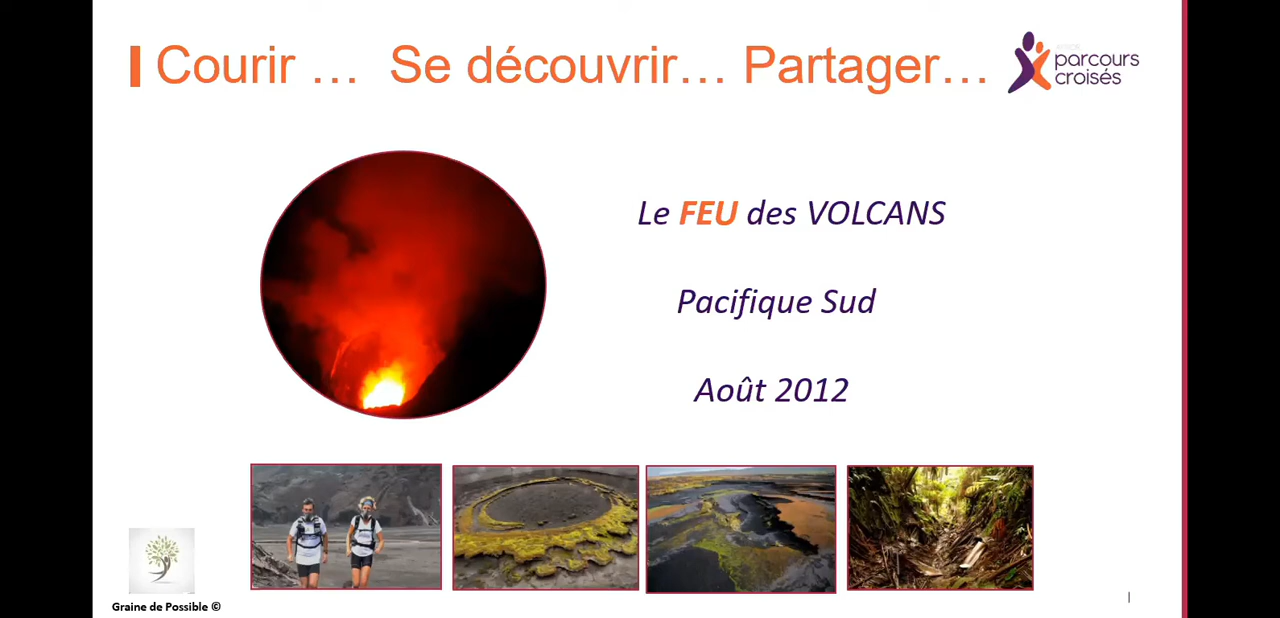 Courir … Se découvrir… Partager…
parcours
croisés
Le FEU des VOLCANS
Pacifique Sud
Août 2012
Graine de Possible ©